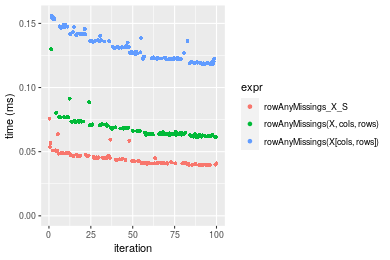 0.15
0.10
0.05
0.00
time (ms)
0
25
50
75
100
iteration
expr
rowAnyMissings_X_S
rowAnyMissings(X, cols, rows)
rowAnyMissings(X[cols, rows])